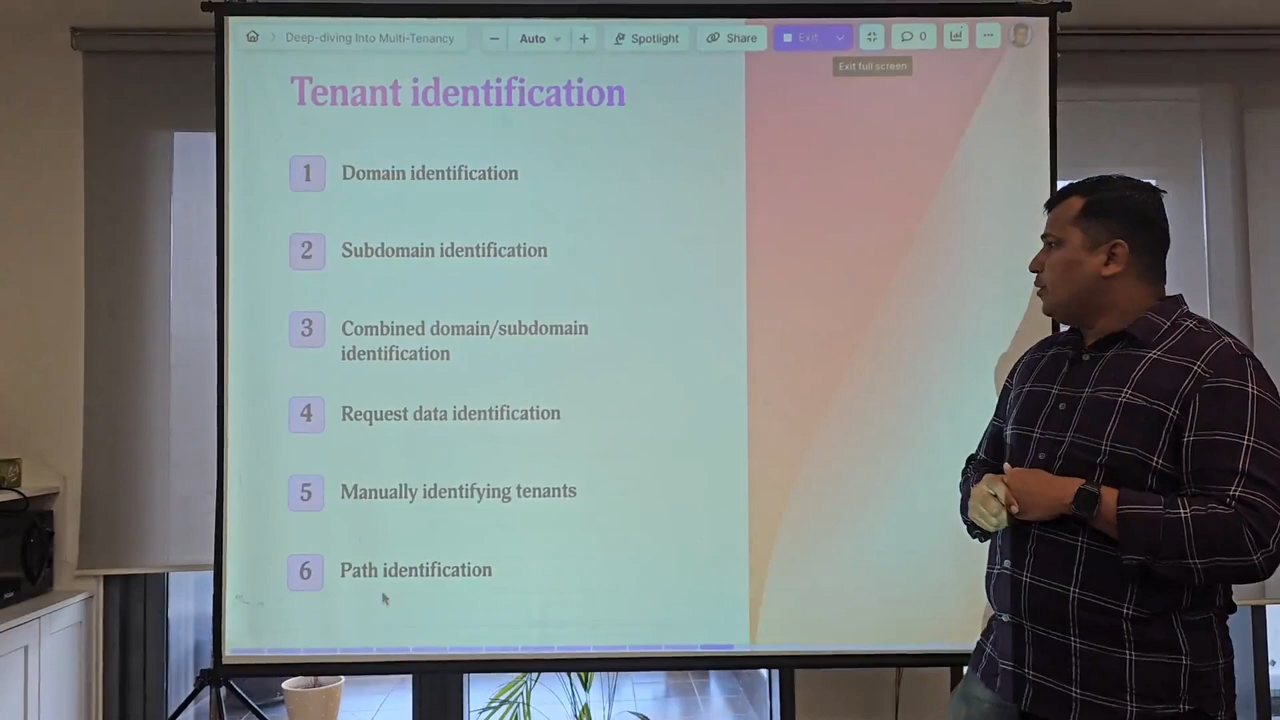 Deep-diving Into Multi-Tenancy
Auto
Spotlight
Share
Exit
0
Exit full screen
Tenant identification
1 Domain identification
2 Subdomain identification
3 Combined domain/subdomain
identification
4 Request data identification
5 Manually identifying tenants
6 Path identification